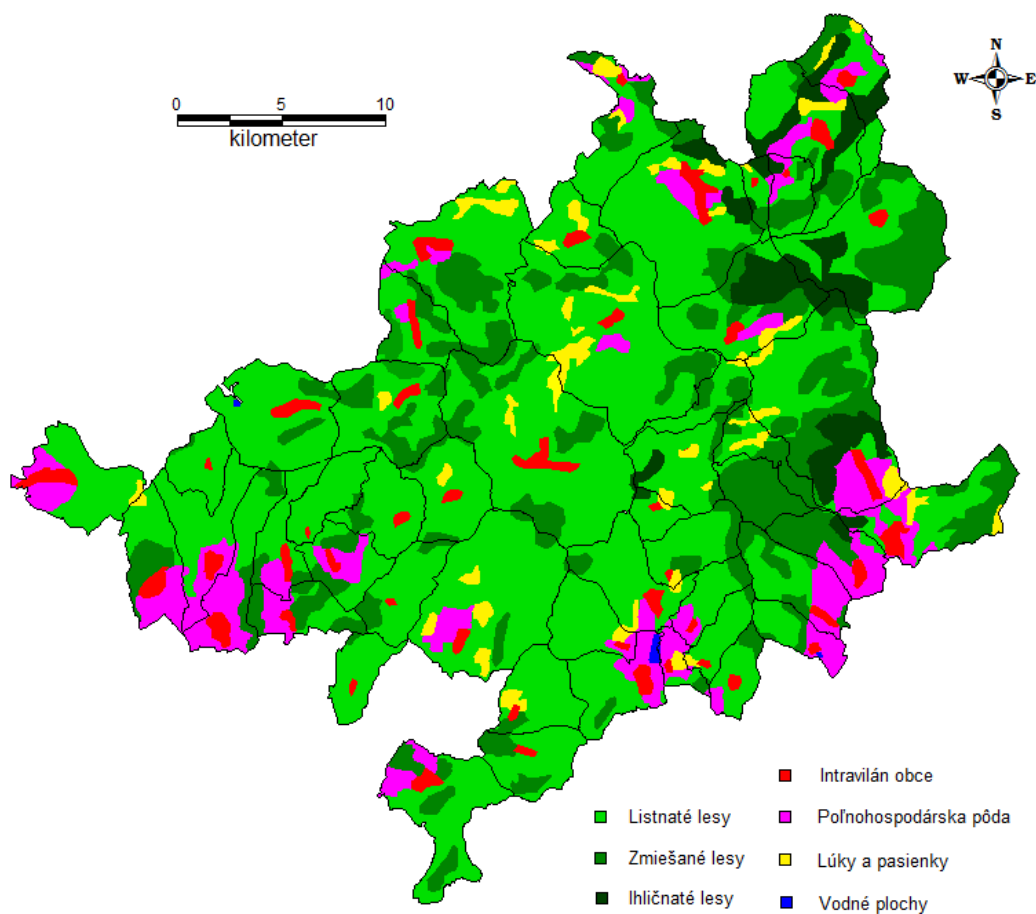 N
W E
S
0 5 10
kilometer
Intravilán obce
Listnaté lesy
Poľnohospodárska pôda
Zmiešané lesy
Lúky a pasienky
Ihličnaté lesy
Vodné plochy